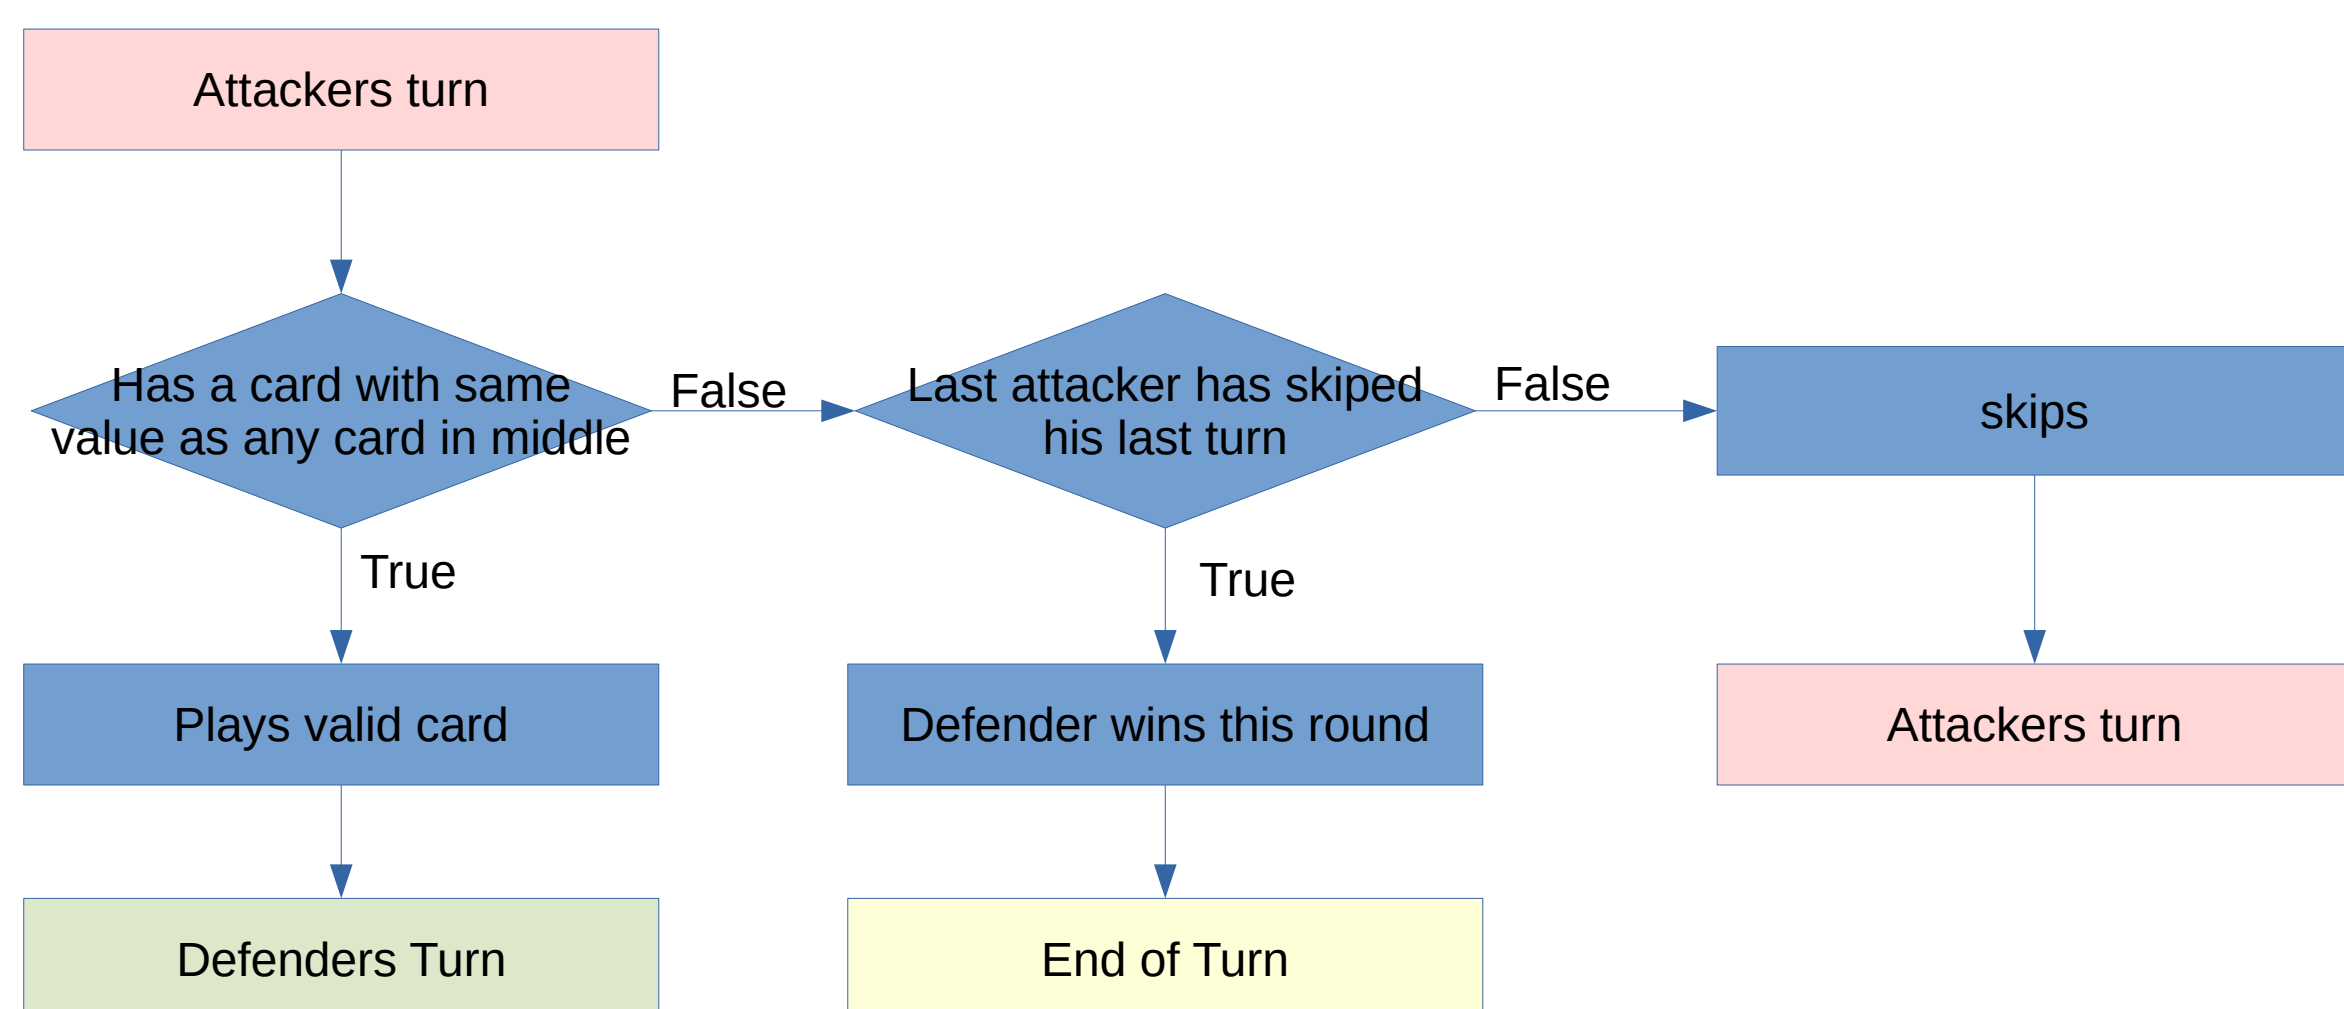 Attackers turn
Has a card with same
value as any card in middle
False
Last attacker has skiped
his last turn
False
skips
True
True
Plays valid card
Defender wins this round
Attackers turn
Defenders Turn
End of Turn